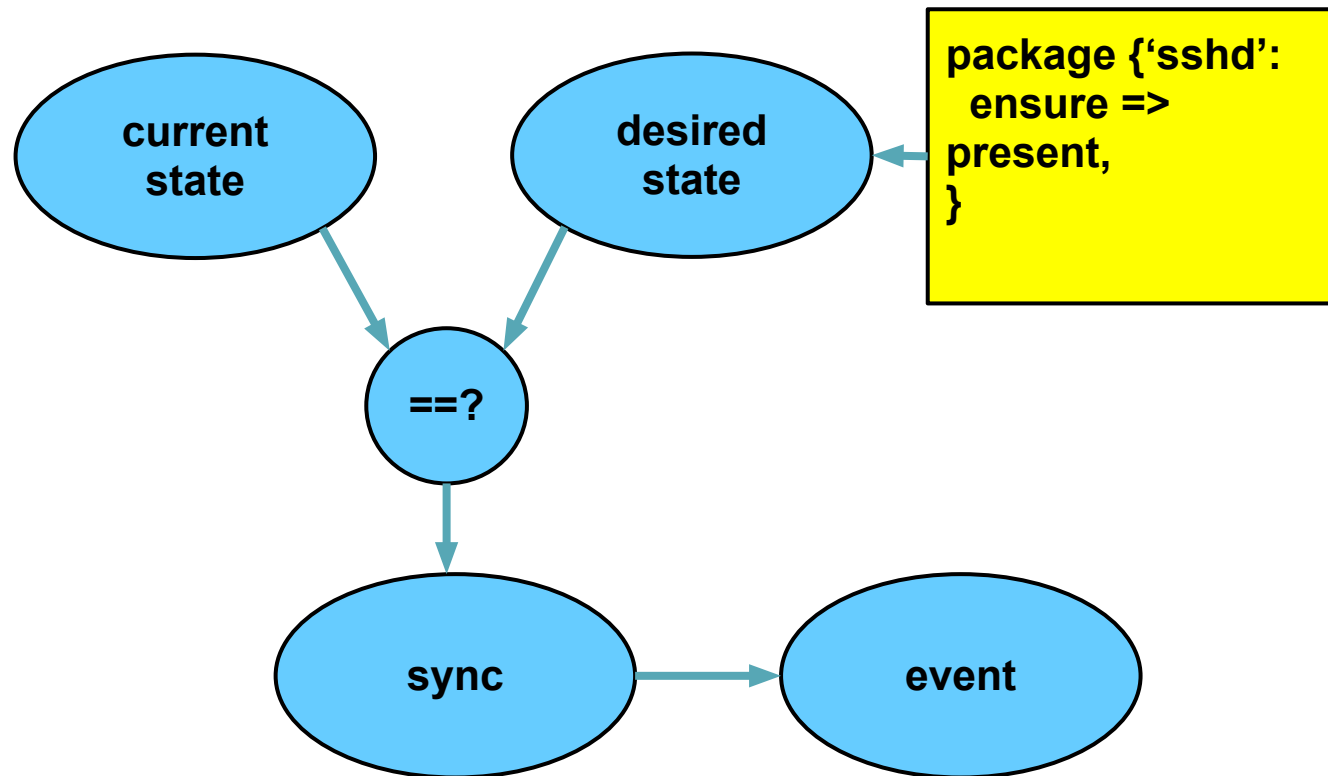 current
state
desired
state
package {‘sshd’:
  ensure =>
present,
}
==?
sync
event